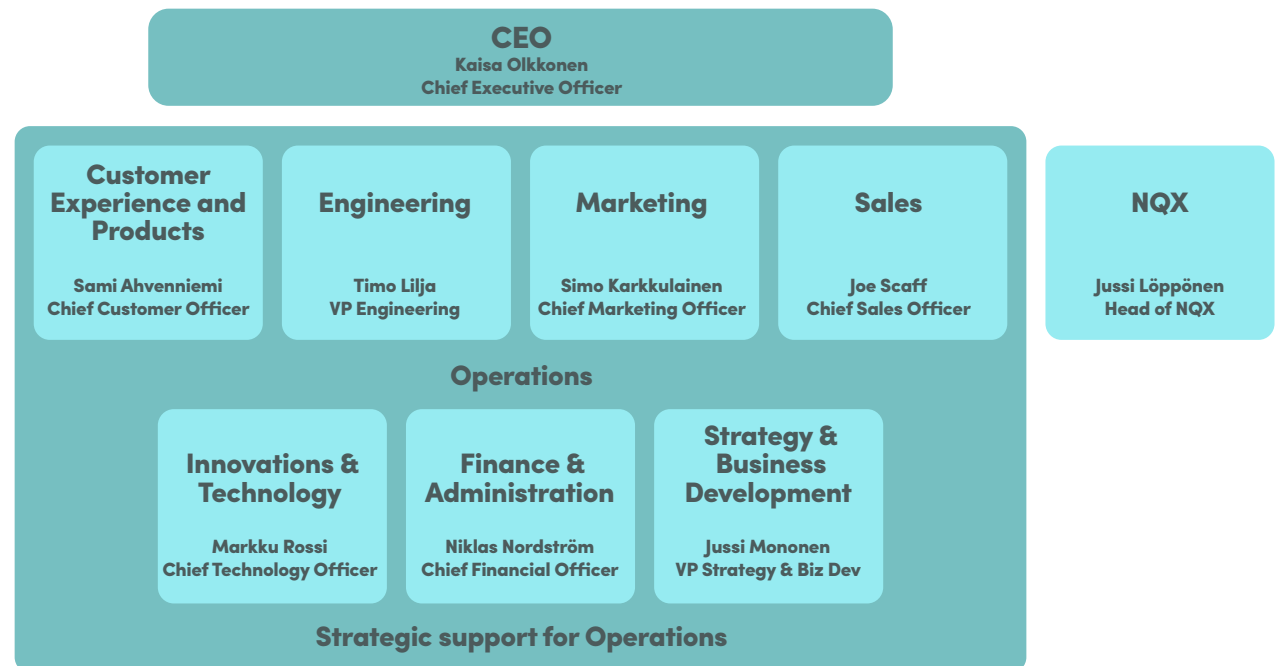 CEO
Kaisa Olkkonen
Chief Executive Officer
Customer
Experience and
Products
Sami Ahvenniemi
Chief Customer Officer
Engineering
Timo Lilja
VP Engineering
Marketing
Simo Karkkulainen
Chief Marketing Officer
Sales
Joe Scaff
Chief Sales Officer
NQX
Jussi Löppönen
Head of NQX
Operations
Innovations &
Technology
Markku Rossi
Chief Technology Officer
Finance &
Administration
Niklas Nordström
Chief Financial Officer
Strategy &
Business
Development
Jussi Mononen
VP Strategy & Biz Dev
Strategic support for Operations